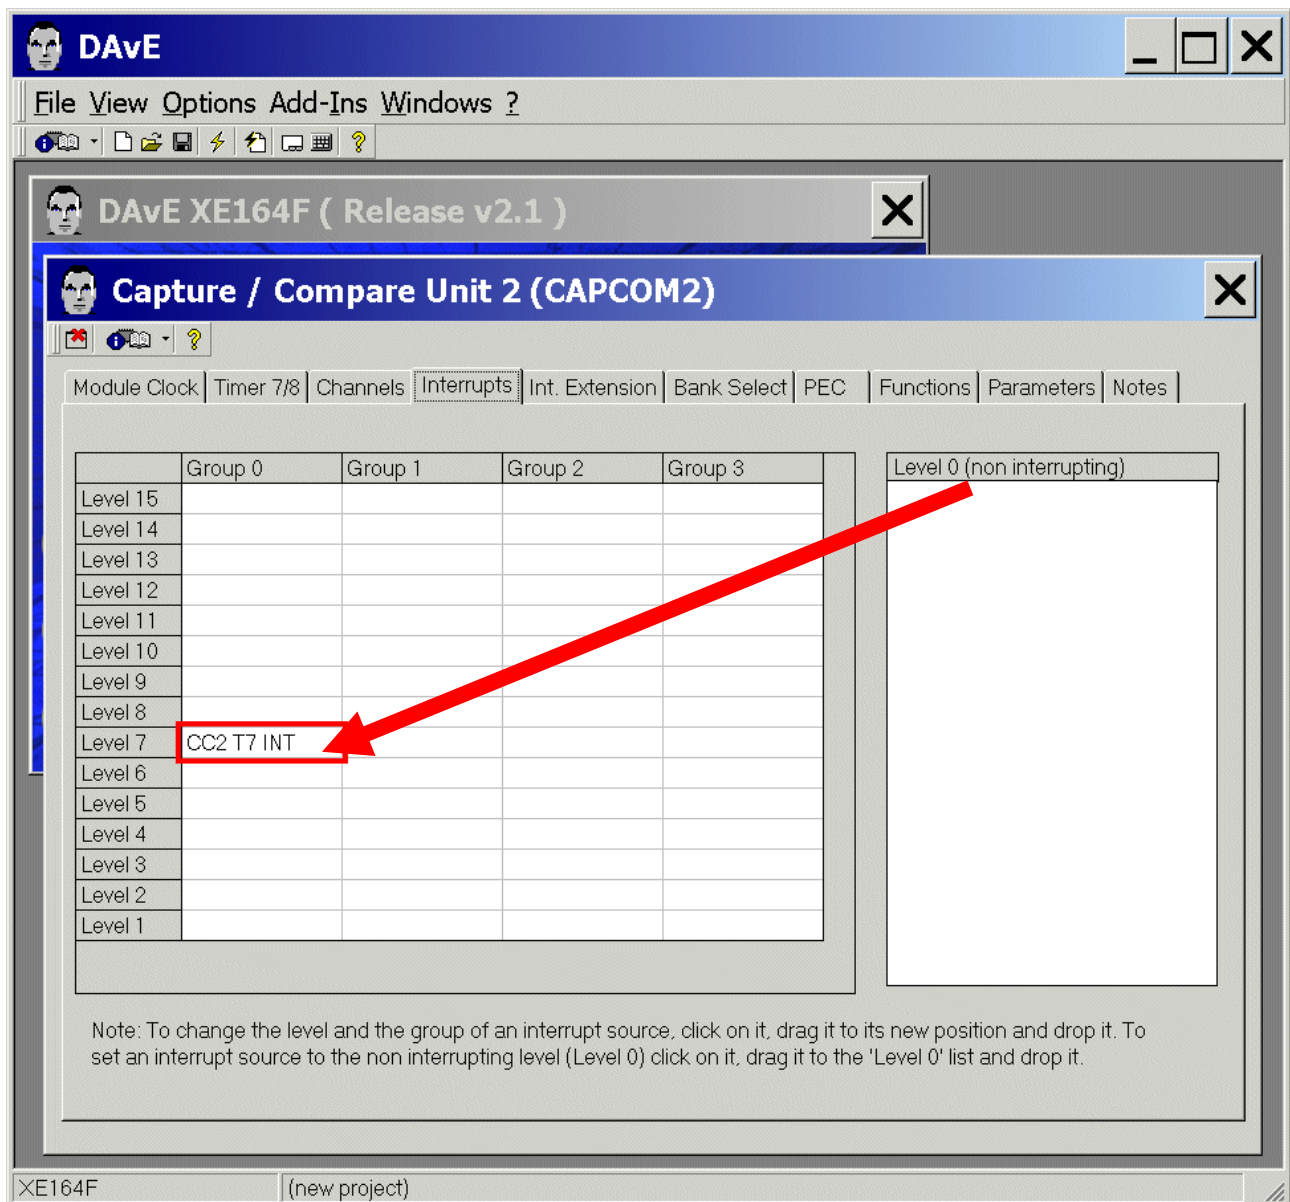 DAvE
File View Options Add-Ins Windows ?
DAvE XE164F ( Release v2.1 )
Capture / Compare Unit 2 (CAPCOM2)
Module Clock Timer 7/8 Channels Interrupts Int. Extension Bank Select PEC Functions Parameters Notes
Group 0 Group 1 Group 2 Group 3
Level 15
Level 14
Level 13
Level 12
Level 11
Level 10
Level 9
Level 8
Level 7 CC2 T7 INT
Level 6
Level 5
Level 4
Level 3
Level 2
Level 1
Level 0 (non interrupting)
Note: To change the level and the group of an interrupt source, click on it, drag it to its new position and drop it. To
set an interrupt source to the non interrupting level (Level 0) click on it, drag it to the 'Level 0' list and drop it.
XE164F (new project)